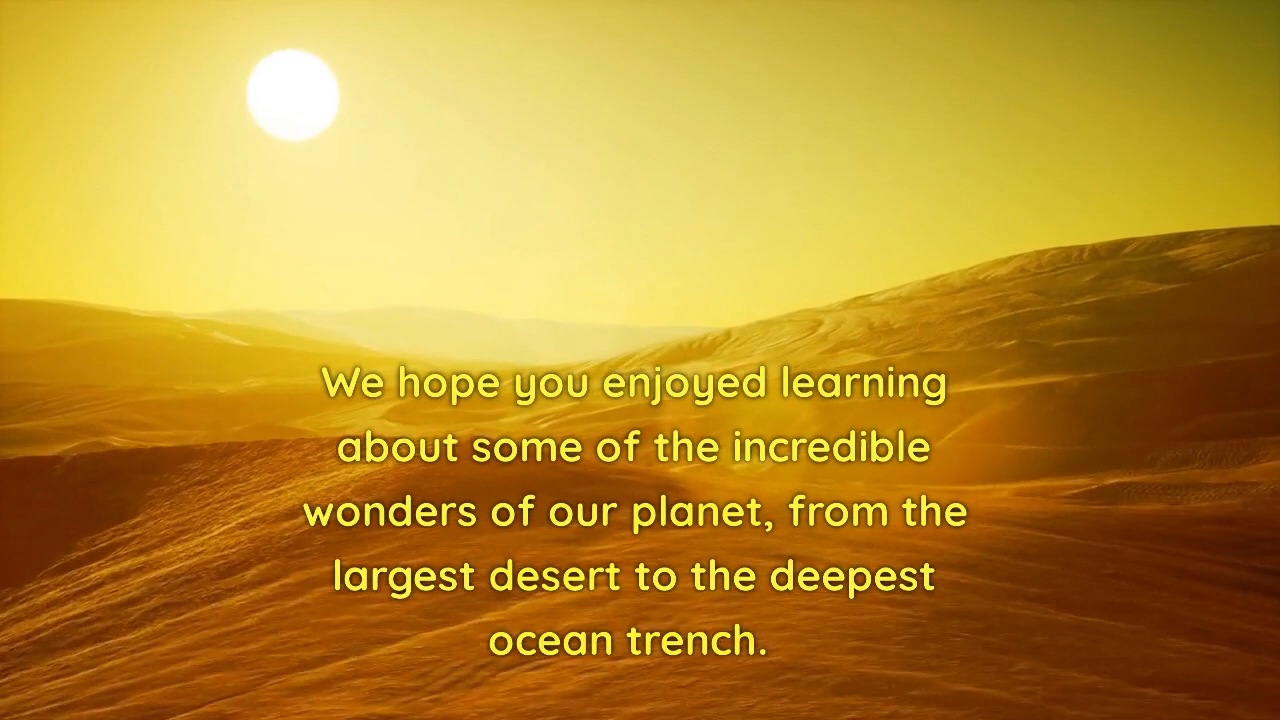 We hope you enjoyed learning
about some of the incredible
wonders of our planet, from the
largest desert to the deepest
ocean trench.